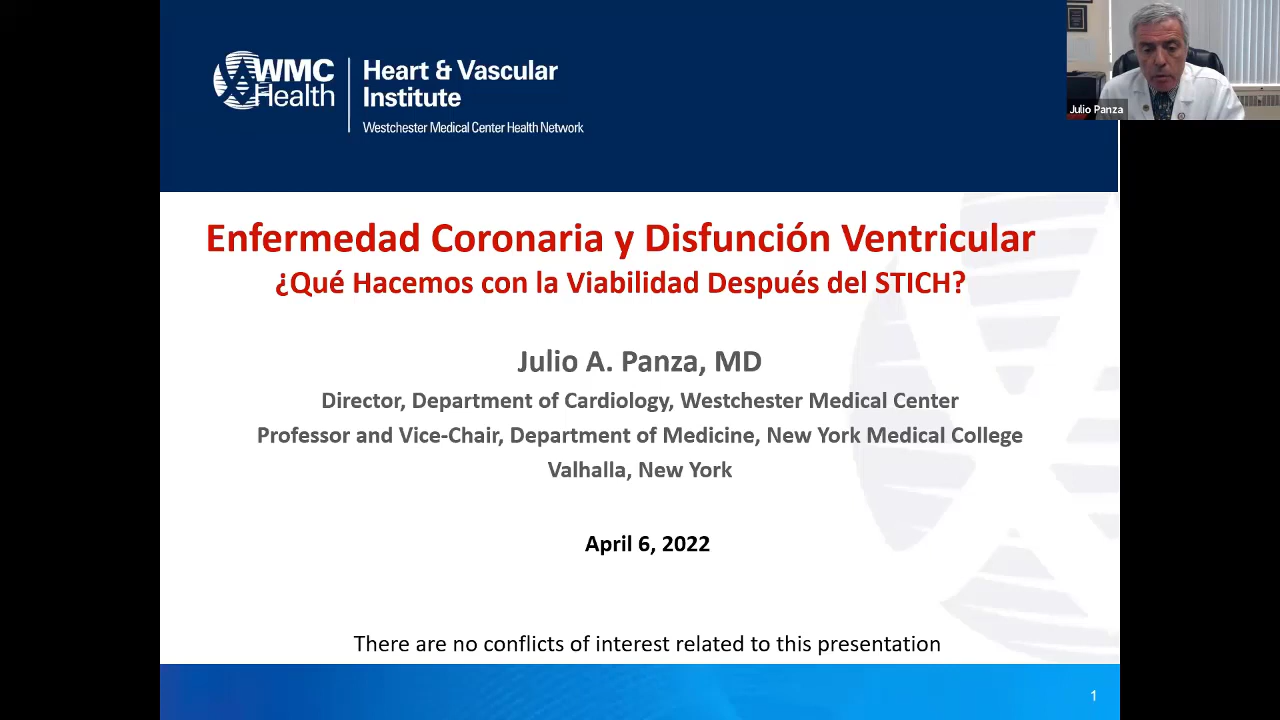 WMC
Health
Heart & Vascular
Institute
Westchester Medical Center Health Network
Julio Panza
Enfermedad Coronaria y Disfunción Ventricular
¿Qué Hacemos con la Viabilidad Después del STICH?
Julio A. Panza, MD
Director, Department of Cardiology, Westchester Medical Center
Professor and Vice-Chair, Department of Medicine, New York Medical College
Valhalla, New York
April 6, 2022
There are no conflicts of interest related to this presentation
1